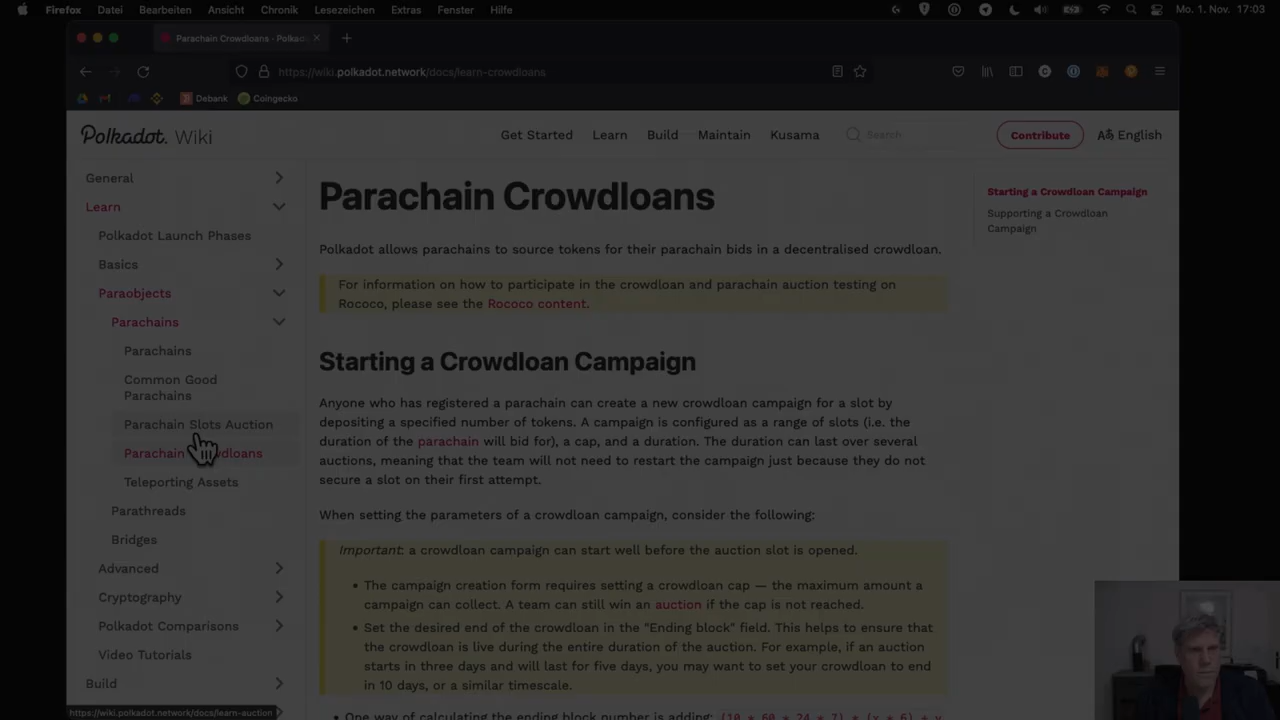 Firefox Datei Bearbeiten Ansicht Chronik Lesezeichen Extras Fenster Hilfe Mo. 1. Nov. 17:03
Parachain Crowdloans - Polkad
https://wiki.polkadot.network/docs/learn-crowdloans
Debank Coingecko
Polkadot. Wiki Get Started Learn Build Maintain Kusama Search Contribute English
General
Learn
Polkadot Launch Phases
Basics
Paraobjects
Parachains
Parachains
Common Good
Parachains
Parachain Slots Auction
Parachain
Teleporting Assets
Parathreads
Bridges
Advanced
Cryptography
Polkadot Comparisons
Video Tutorials
Build
https://wiki.polkadot.network/docs/learn-auction
Parachain Crowdloans
Polkadot allows parachains to source tokens for their parachain bids in a decentralised crowdloan.
For information on how to participate in the crowdloan and parachain auction testing on
Rococo, please see the Rococo content.
Starting a Crowdloan Campaign
Anyone who has registered a parachain can create a new crowdloan campaign for a slot by
depositing a specified number of tokens. A campaign is configured as a range of slots (i.e. the
duration of the parachain will bid for), a cap, and a duration. The duration can last over several
auctions, meaning that the team will not need to restart the campaign just because they do not
secure a slot on their first attempt.
When setting the parameters of a crowdloan campaign, consider the following:
Important: a crowdloan campaign can start well before the auction slot is opened.
▪ The campaign creation form requires setting a crowdloan cap — the maximum amount a
campaign can collect. A team can still win an auction if the cap is not reached.
▪ Set the desired end of the crowdloan in the "Ending block" field. This helps to ensure that
the crowdloan is live during the entire duration of the auction. For example, if an auction
starts in three days and will last for five days, you may want to set your crowdloan to end
in 10 days, or a similar timescale.
▪ One way of calculating the ending block number is adding: (10 * 60 * 24 * 7) * (x * 6) + y
Starting a Crowdloan Campaign
Supporting a Crowdloan
Campaign